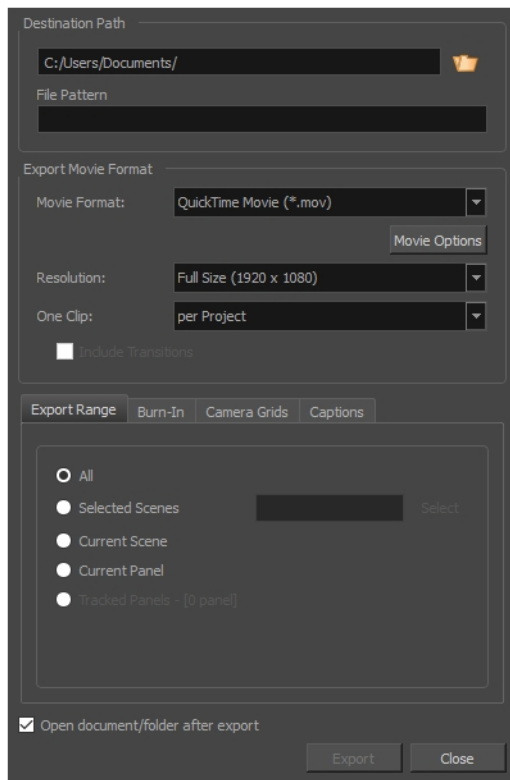 Destination Path
C:/Users/Documents/
File Pattern
Export Movie Format
Movie Format: QuickTime Movie (*.mov)
Movie Options
Resolution: Full Size (1920 x 1080)
One Clip: per Project
Include Transitions
Export Range Burn-In Camera Grids Captions
All
Selected Scenes Select
Current Scene
Current Panel
Tracked Panels - [0 panel]
Open document/folder after export
Export Close